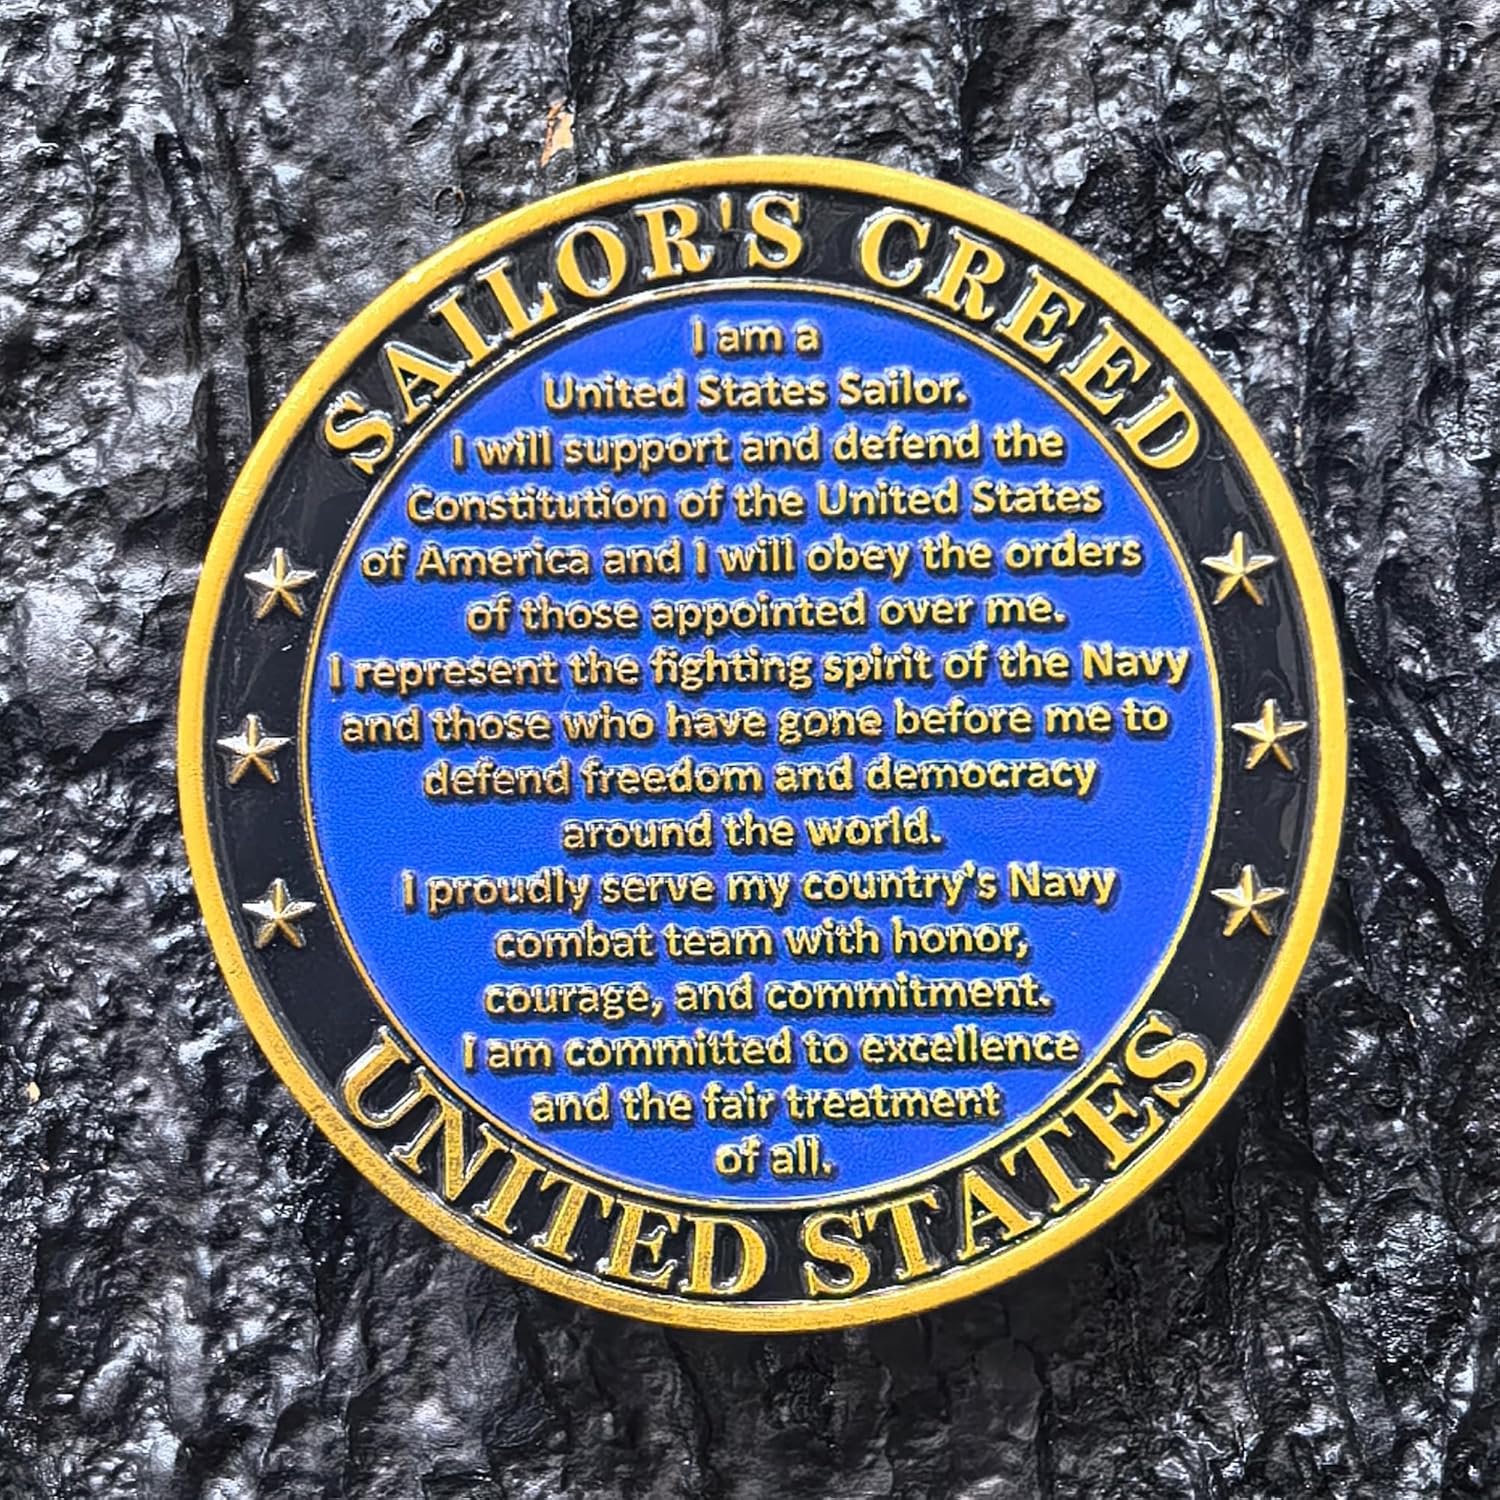 SAILOR'S CREED
I am a
United States Sailor.
I will support and defend the
Constitution of the United States
of America and I will obey the orders
of those appointed over me.
I represent the fighting spirit of the Navy
and those who have gone before me to
defend freedom and democracy
around the world.
I proudly serve my country's Navy
combat team with honor,
courage, and commitment.
I am committed to excellence
and the fair treatment
of all.
UNITED STATES